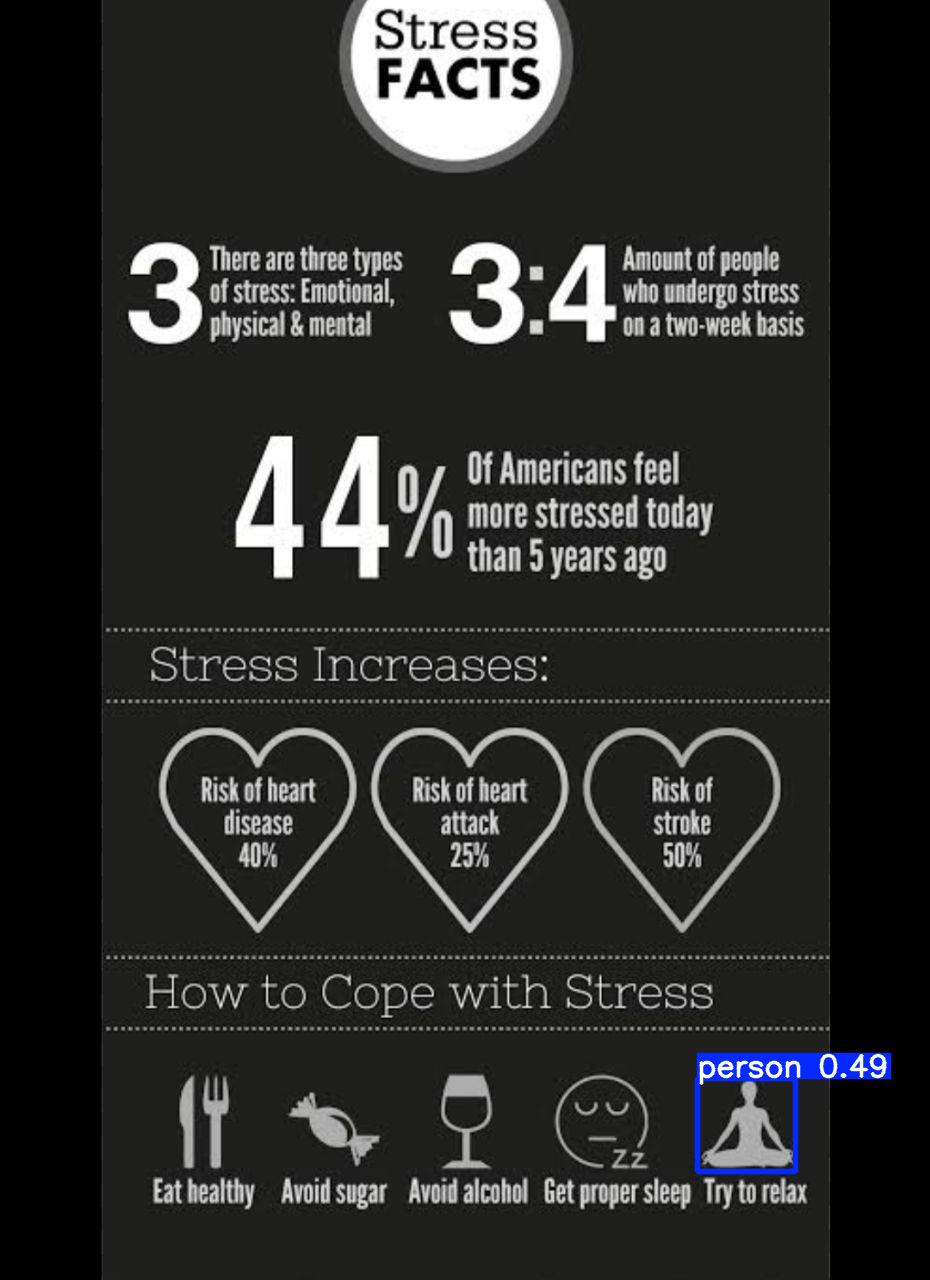 Stress
FACTS
3
There are three types
of stress: Emotional,
physical & mental
3:4
Amount of people
who undergo stress
on a two-week basis
44%
Of Americans feel
more stressed today
than 5 years ago
Stress Increases:
Risk of heart
disease
40%
Risk of heart
attack
25%
Risk of
stroke
50%
How to Cope with Stress
person 0.49
zz
Eat healthy
Avoid sugar
Avoid alcohol
Get proper sleep
Try to relax